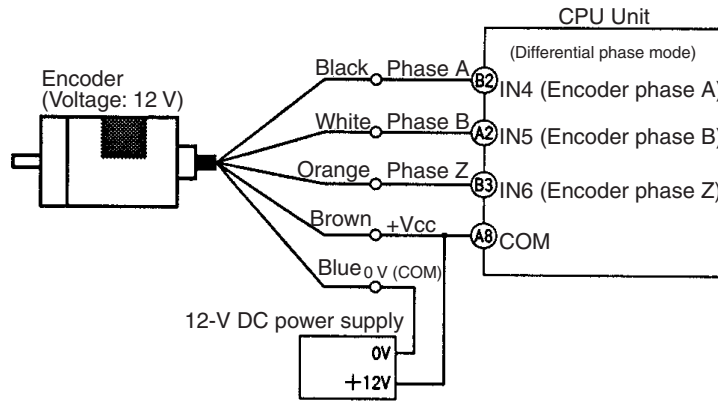 CPU Unit
(Differential phase mode)
Encoder
(Voltage: 12 V)
Black Phase A B2 IN4 (Encoder phase A)
White Phase B A2 IN5 (Encoder phase B)
Orange Phase Z B3 IN6 (Encoder phase Z)
Brown +Vcc A8 COM
Blue 0 V (COM)
12-V DC power supply
0V
+12V